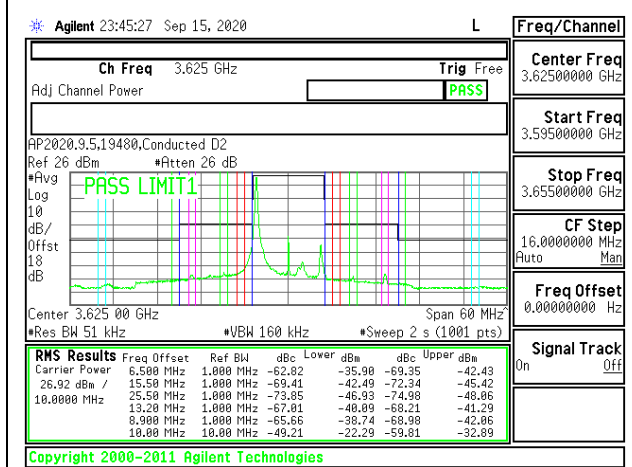 Agilent 23:45:27 Sep 15, 2020 L
Freq/Channel
Ch Freq 3.625 GHz Trig Free
Adj Channel Power PASS
AP2020.9.5,19480,Conducted D2
Ref 26 dBm #Atten 26 dB
#Avg
Log
10
dB/
Offst
18
dB
PASS LIMIT1
Center 3.625 00 GHz Span 60 MHz^
#Res BW 51 kHz #VBW 160 kHz #Sweep 2 s (1001 pts)
RMS Results Freq Offset Ref BW dBc Lower dBm dBc Upper dBm
Carrier Power 6.500 MHz 1.000 MHz -62.82 -35.90 -69.35 -42.43
26.92 dBm / 15.50 MHz 1.000 MHz -69.41 -42.49 -72.34 -45.42
10.0000 MHz 25.50 MHz 1.000 MHz -73.85 -46.93 -74.98 -48.06
13.20 MHz 1.000 MHz -67.01 -40.09 -68.21 -41.29
8.900 MHz 1.000 MHz -65.66 -38.74 -68.98 -42.06
10.00 MHz 10.00 MHz -49.21 -22.29 -59.81 -32.89
Copyright 2000-2011 Agilent Technologies
Center Freq
3.62500000 GHz
Start Freq
3.59500000 GHz
Stop Freq
3.65500000 GHz
CF Step
16.0000000 MHz
Auto Man
Freq Offset
0.00000000 Hz
Signal Track
On Off